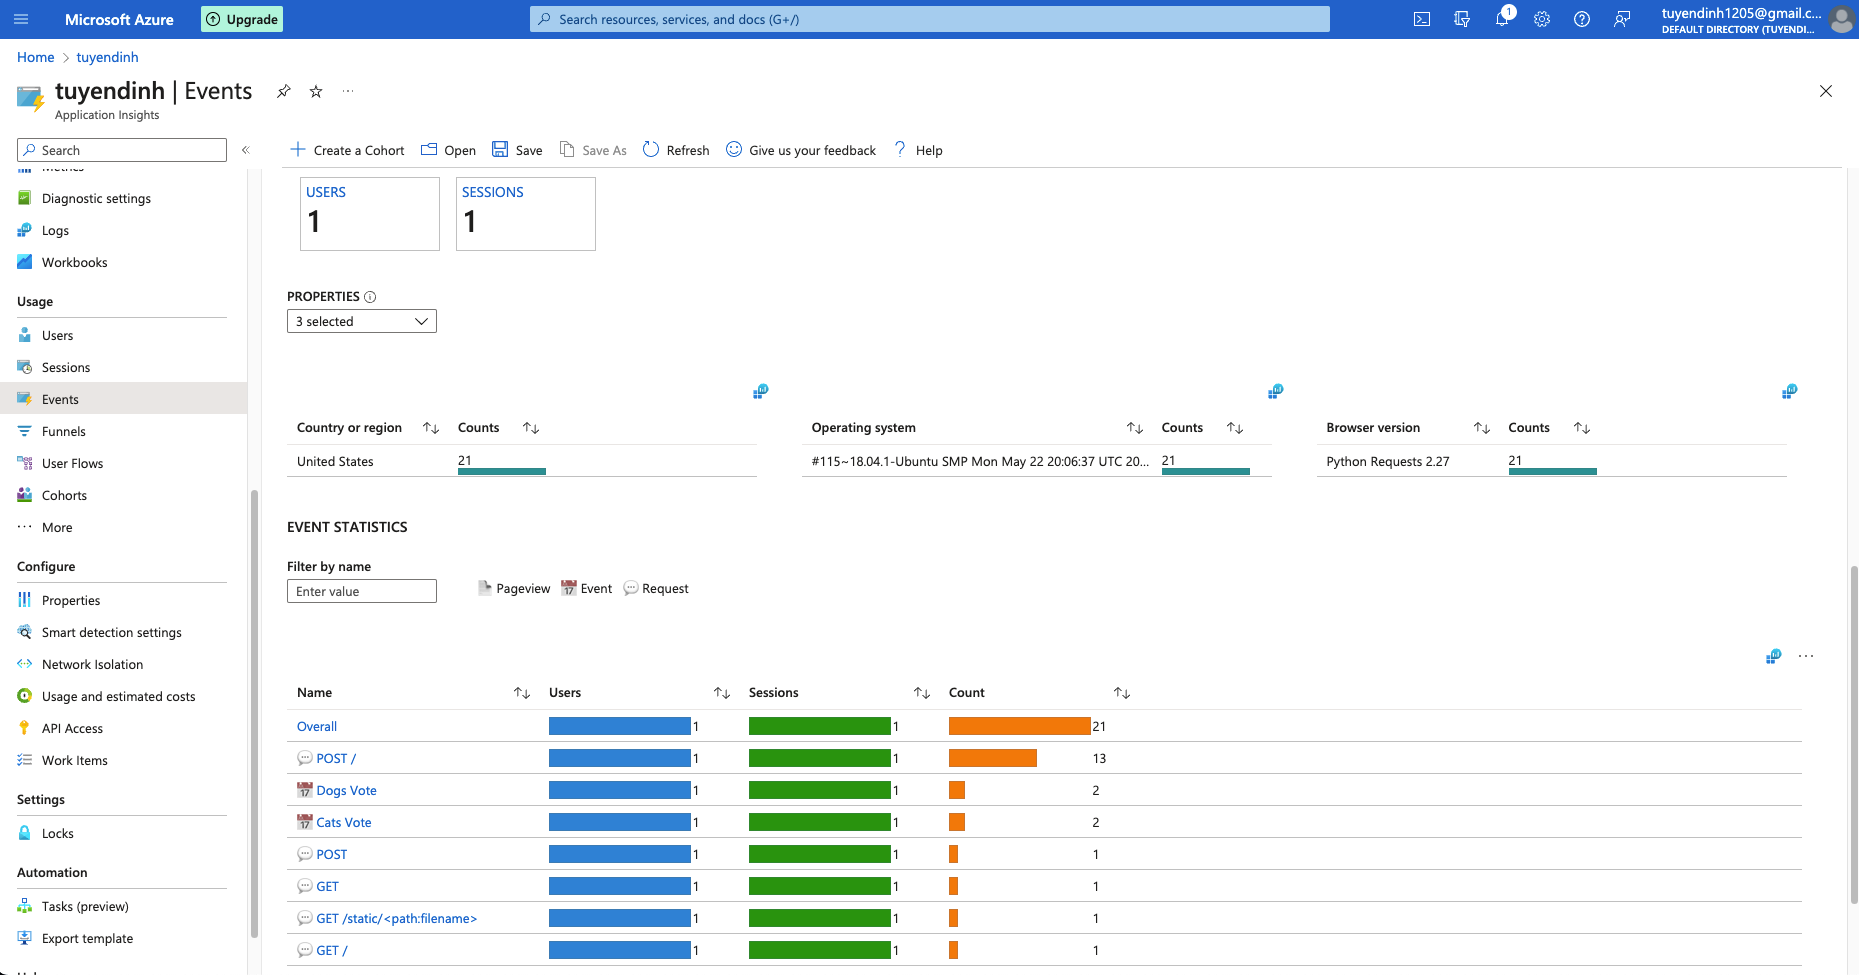 Microsoft Azure
Upgrade
Search resources, services, and docs (G+/)
1
tuyendinh1205@gmail.c...
DEFAULT DIRECTORY (TUYENDI...
Home > tuyendinh
tuyendinh | Events
Application Insights
Search
«
Create a Cohort
Open
Save
Save As
Refresh
Give us your feedback
Help
Metrics
Diagnostic settings
Logs
Workbooks
Usage
Users
Sessions
Events
Funnels
User Flows
Cohorts
More
Configure
Properties
Smart detection settings
Network Isolation
Usage and estimated costs
API Access
Work Items
Settings
Locks
Automation
Tasks (preview)
Export template
USERS
1
SESSIONS
1
PROPERTIES
3 selected
Country or region Counts
United States 21
Operating system Counts
#115~18.04.1-Ubuntu SMP Mon May 22 20:06:37 UTC 20... 21
Browser version Counts
Python Requests 2.27 21
EVENT STATISTICS
Filter by name
Enter value
Pageview Event Request
Name Users Sessions Count
Overall 1 1 21
POST / 1 1 13
Dogs Vote 1 1 2
Cats Vote 1 1 2
POST 1 1 1
GET 1 1 1
GET /static/<path:filename> 1 1 1
GET / 1 1 1